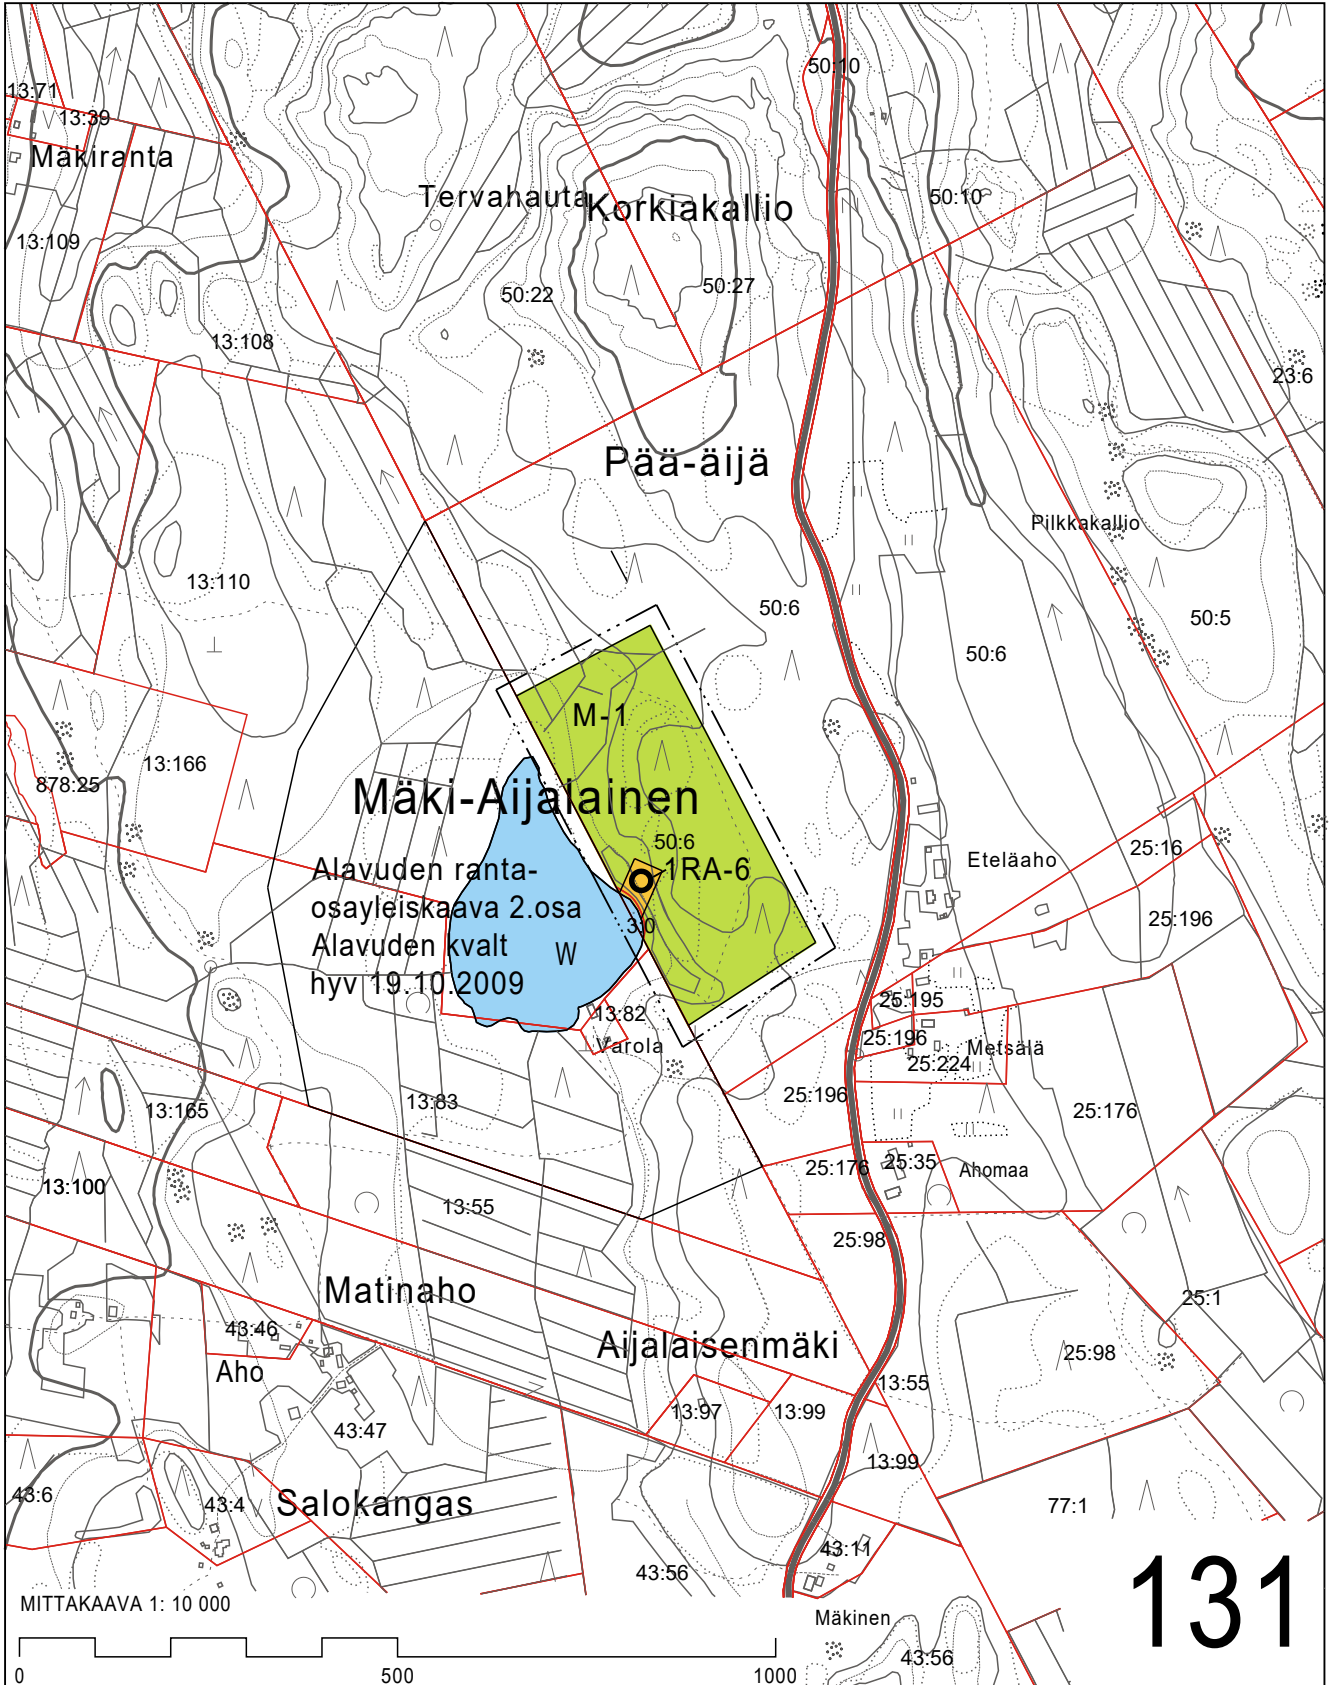 50:10
13:71
13:39
Mäkiranta
Tervahauta
Korkiakallio
50:10
13:109
50:27
50:22
13:108
23:6
Pää-äijä
Pilkkakallio
13:110
50:6
50:5
50:6
M-1
13:166
878:25
Mäki-Aijalainen
50:6
25:16
Eteläaho
1RA-6
Alavuden ranta-
osayleiskaava 2.osa
Alavuden kvalt
hyv 19.10.2009
W
3:0
25:196
25:195
13:82
25:196
Varola
Metsälä
25:224
25:196
13:165
13:83
25:176
25:176
25:35
Ahomaa
13:100
13:55
25:98
Matinaho
25:1
43:46
Aijalaisenmäki
25:98
Aho
13:55
13:97
13:99
43:47
13:99
43:6
43:4
Salokangas
77:1
43:11
43:56
131
MITTAKAAVA 1: 10 000
Mäkinen
43:56
0
500
1000